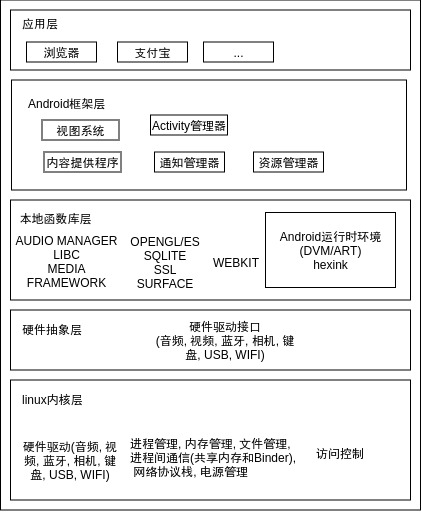 应用层
浏览器
支付宝
...
Android框架层
视图系统
Activity管理器
内容提供程序
通知管理器
资源管理器
本地函数库层
AUDIO MANAGER
LIBC
MEDIA
FRAMEWORK
OPENGL/ES
SQLITE
SSL
SURFACE
WEBKIT
Android运行时环境
(DVM/ART)
hexink
硬件抽象层
硬件驱动接口
(音频, 视频, 蓝牙, 相机, 键
盘, USB, WIFI)
linux内核层
硬件驱动(音频, 视
频, 蓝牙, 相机, 键
盘, USB, WIFI)
进程管理, 内存管理, 文件管理,
进程间通信(共享内存和Binder),
网络协议栈, 电源管理
访问控制